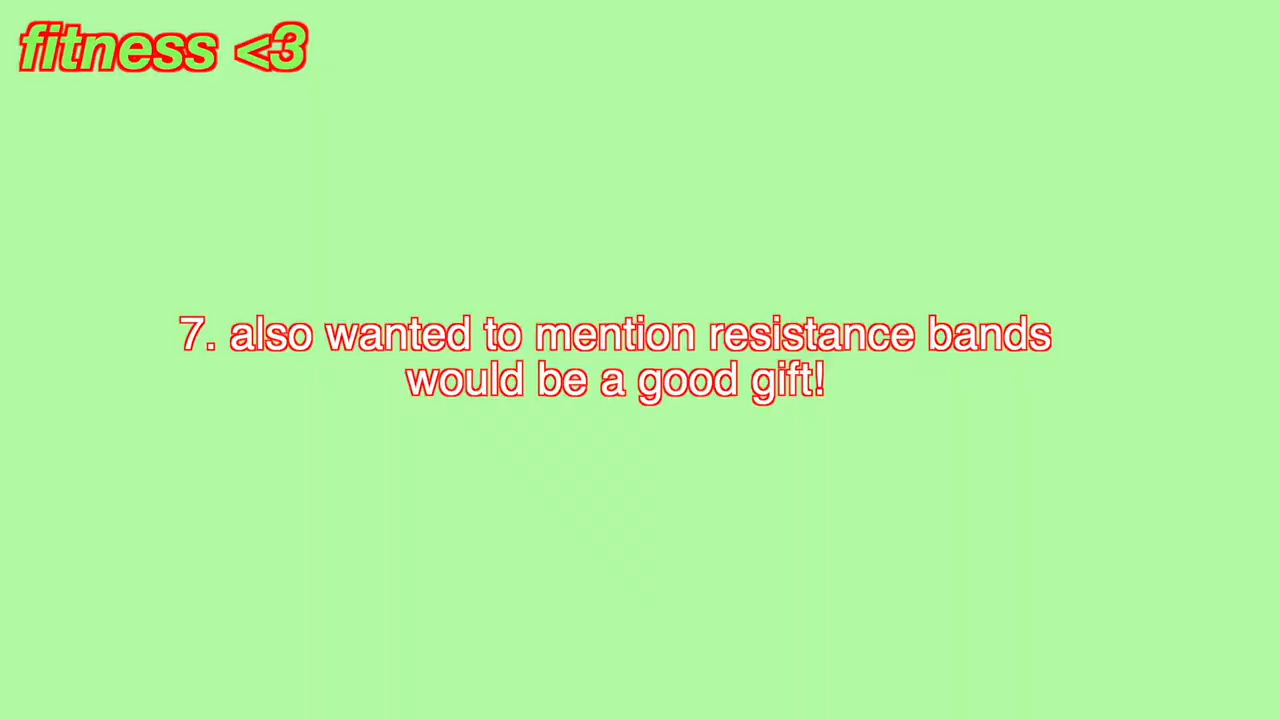 fitness <3
7. also wanted to mention resistance bands
would be a good gift!